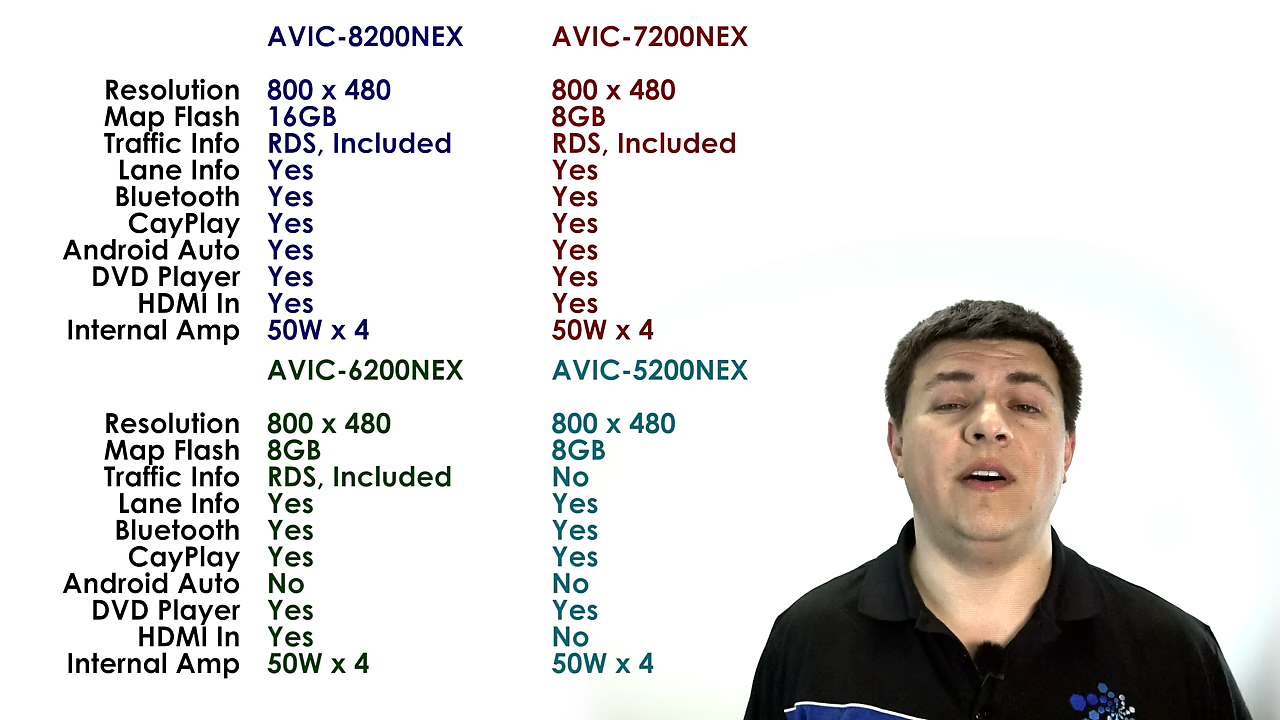 AVIC-8200NEX AVIC-7200NEX
Resolution 800 x 480 800 x 480
Map Flash 16GB 8GB
Traffic Info RDS, Included RDS, Included
Lane Info Yes Yes
Bluetooth Yes Yes
CayPlay Yes Yes
Android Auto Yes Yes
DVD Player Yes Yes
HDMI In Yes Yes
Internal Amp 50W x 4 50W x 4
AVIC-6200NEX AVIC-5200NEX
Resolution 800 x 480 800 x 480
Map Flash 8GB 8GB
Traffic Info RDS, Included No
Lane Info Yes Yes
Bluetooth Yes Yes
CayPlay Yes Yes
Android Auto No No
DVD Player Yes Yes
HDMI In Yes No
Internal Amp 50W x 4 50W x 4